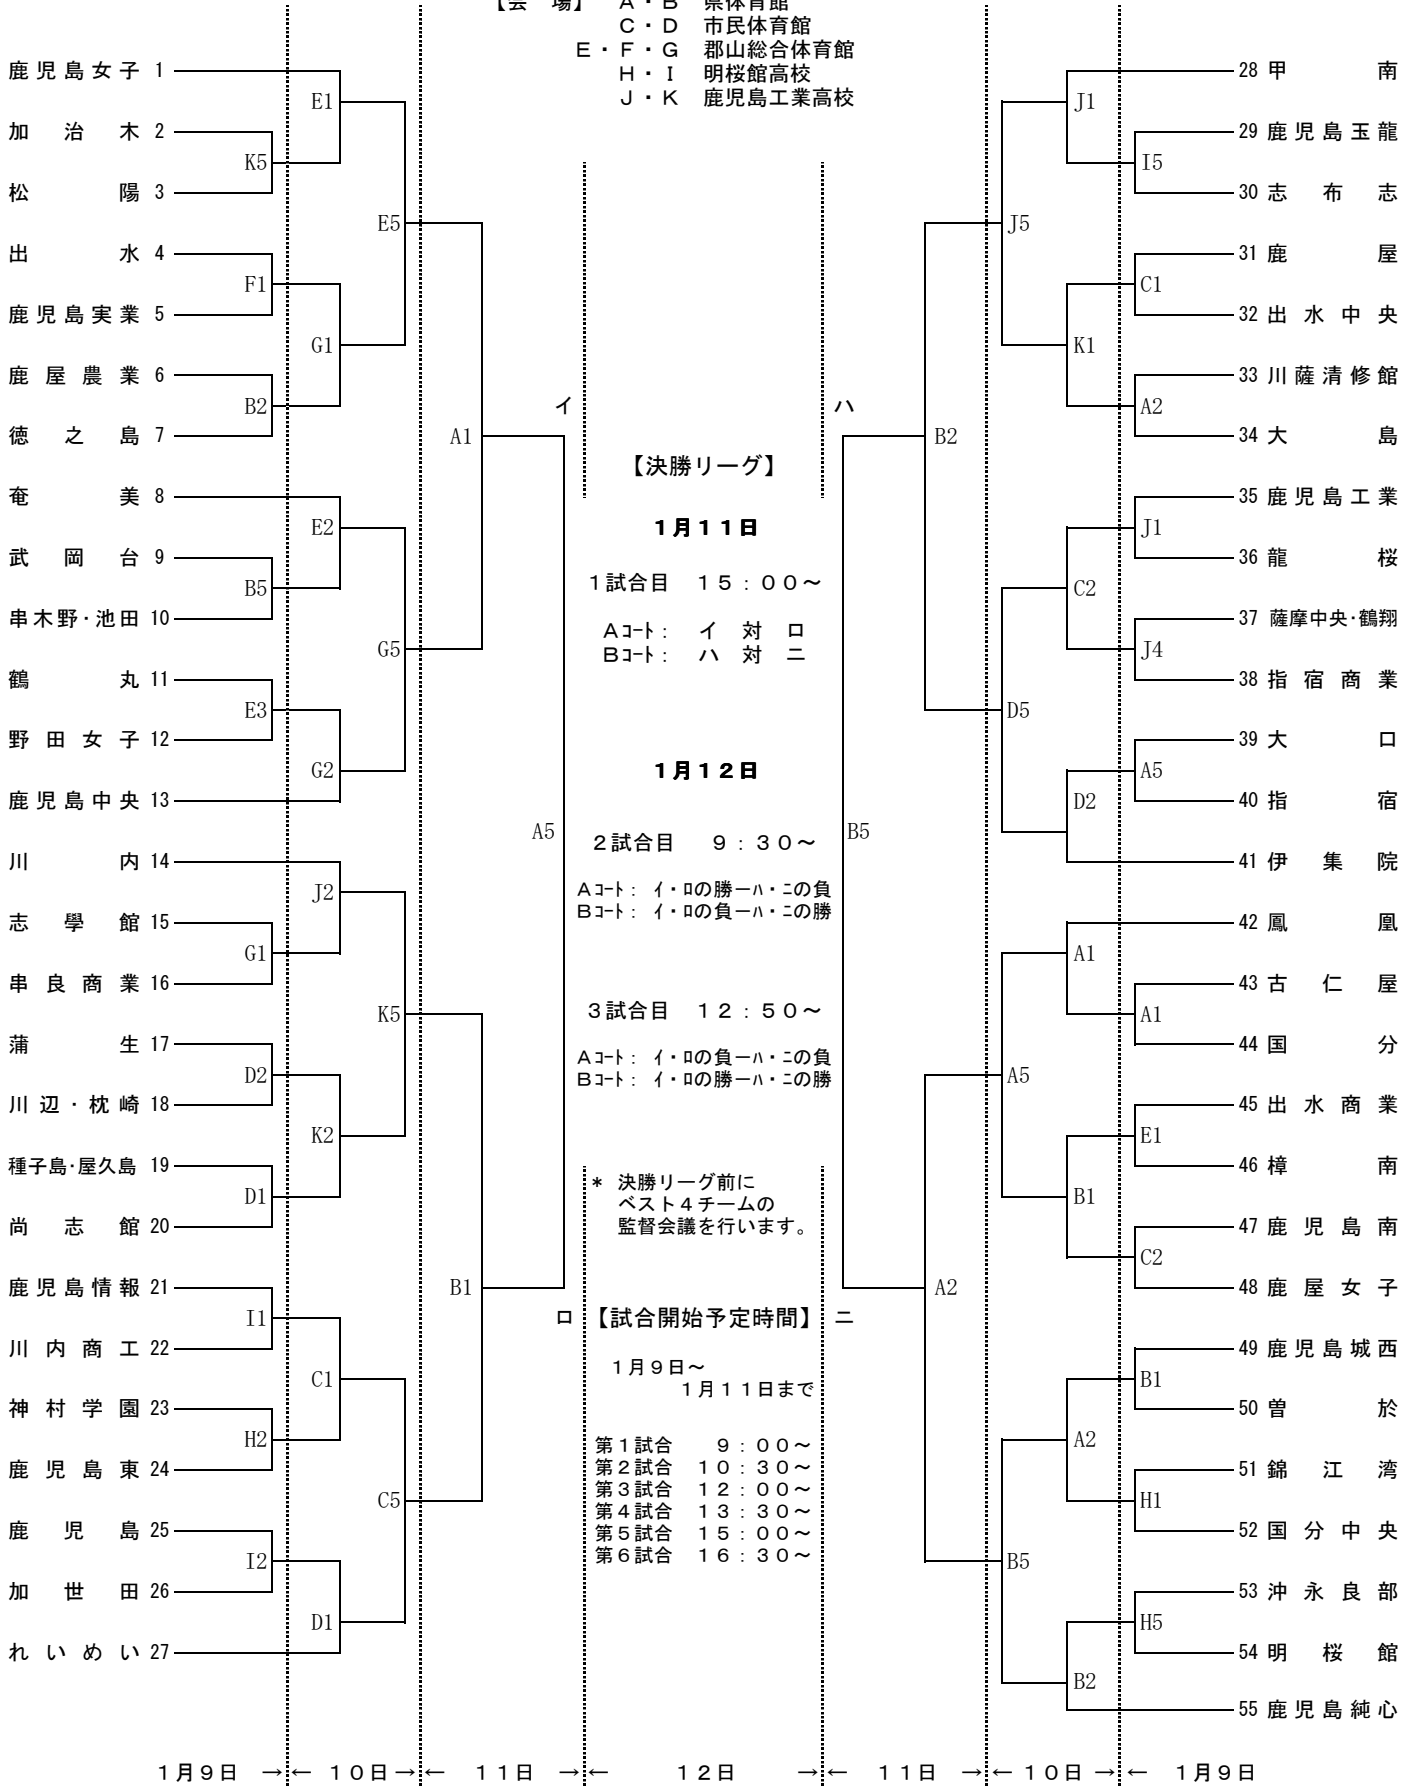 【会　場】　Ａ・Ｂ　県体育館
Ｃ・Ｄ　市民体育館
Ｅ・Ｆ・Ｇ　郡山総合体育館
Ｈ・Ｉ　明桜館高校
Ｊ・Ｋ　鹿児島工業高校
鹿児島女子 1
加治木 2
松陽 3
出水 4
鹿児島実業 5
鹿屋農業 6
徳之島 7
奄美 8
武岡台 9
串木野・池田 10
鶴丸 11
野田女子 12
鹿児島中央 13
川内 14
志學館 15
串良商業 16
蒲生 17
川辺・枕崎 18
種子島・屋久島 19
尚志館 20
鹿児島情報 21
川内商工 22
神村学園 23
鹿児島東 24
鹿児島 25
加世田 26
れいめい 27
K5
F1
B2
B5
E3
G1
D2
D1
I1
H2
I2
E1
G1
E2
G2
J2
K2
C1
D1
E5
G5
K5
C5
A1
B1
A5
イ
ロ
【決勝リーグ】
１月１１日
１試合目　１５：００～
Ａコート：　イ　対　ロ
Ｂコート：　ハ　対　ニ
１月１２日
２試合目　９：３０～
Ａコート：　イ・ロの勝ーハ・ニの負
Ｂコート：　イ・ロの負ーハ・ニの勝
３試合目　１２：５０～
Ａコート：　イ・ロの負ーハ・ニの負
Ｂコート：　イ・ロの勝ーハ・ニの勝
*　決勝リーグ前に
ベスト４チームの
監督会議を行います。
【試合開始予定時間】
１月９日～
１月１１日まで
第１試合　９：００～
第２試合　１０：３０～
第３試合　１２：００～
第４試合　１３：３０～
第５試合　１５：００～
第６試合　１６：３０～
ハ
ニ
B5
B2
A2
J5
D5
A5
B5
J1
K1
C2
D2
A1
B1
A2
B2
I5
C1
A2
J1
J4
A5
A1
E1
C2
B1
H1
H5
28 甲南
29 鹿児島玉龍
30 志布志
31 鹿屋
32 出水中央
33 川薩清修館
34 大島
35 鹿児島工業
36 龍桜
37 薩摩中央・鶴翔
38 指宿商業
39 大口
40 指宿
41 伊集院
42 鳳凰
43 古仁屋
44 国分
45 出水商業
46 樟南
47 鹿児島南
48 鹿屋女子
49 鹿児島城西
50 曽於
51 錦江湾
52 国分中央
53 沖永良部
54 明桜館
55 鹿児島純心
１月９日　→ ← １０日 → ← １１日 → ← １２日 → ← １１日 → ← １０日 → ← １月９日